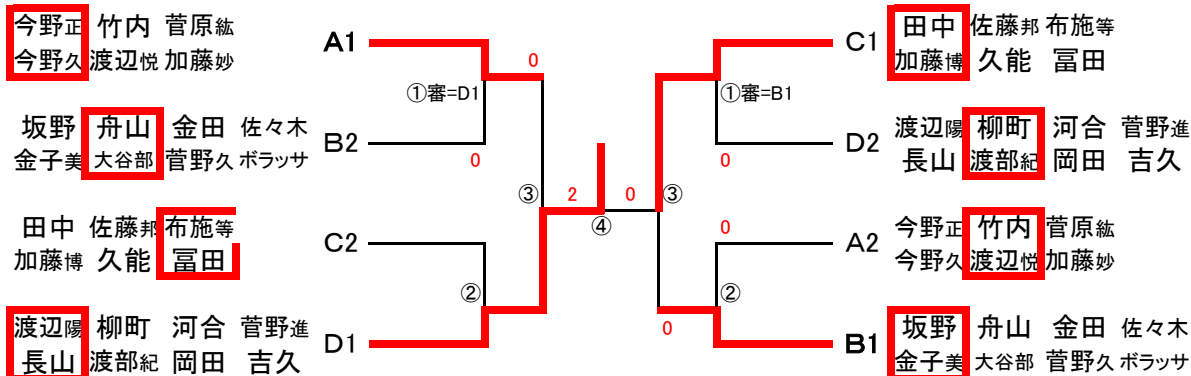 今野正 竹内 菅原紘
今野久 渡辺悦 加藤妙
A1
0
①審=D1
坂野 舟山 金田 佐々木
金子美 大谷部 菅野久 ボラッサ
B2
0
③
2
④
田中 佐藤邦 布施等
加藤博 久能 冨田
C2
②
渡辺陽 柳町 河合 菅野進
長山 渡部紀 岡田 吉久
D1
C1
田中 佐藤邦 布施等
加藤博 久能 冨田
①審=B1
D2
渡辺陽 柳町 河合 菅野進
長山 渡部紀 岡田 吉久
0
0
③
0
A2
今野正 竹内 菅原紘
今野久 渡辺悦 加藤妙
②
0
B1
坂野 舟山 金田 佐々木
金子美 大谷部 菅野久 ボラッサ